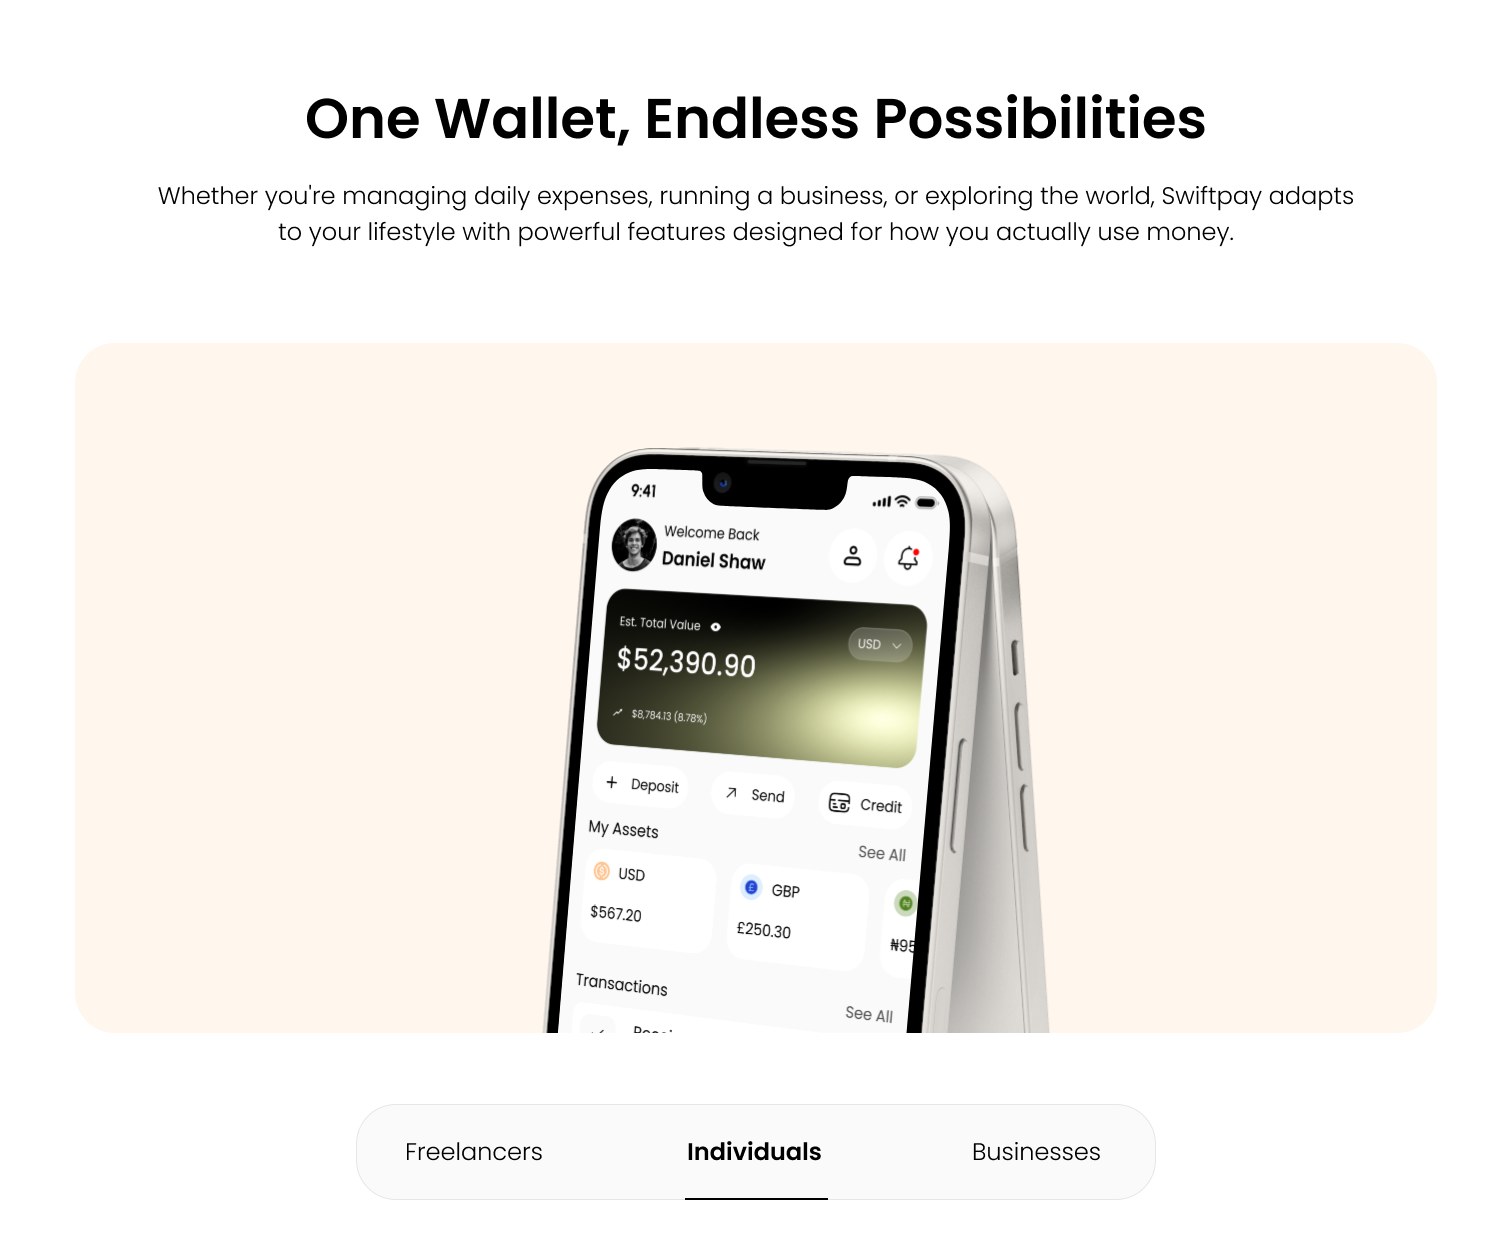 One Wallet, Endless Possibilities
Whether you're managing daily expenses, running a business, or exploring the world, Swiftpay adapts
to your lifestyle with powerful features designed for how you actually use money.
9:41
Welcome Back
Daniel Shaw
Est. Total Value
USD
$52,390.90
$8,784.13 (8.78%)
Deposit
Send
Credit
My Assets
See All
USD
GBP
$567.20
£250.30
₦95
Transactions
See All
Freelancers
Individuals
Businesses